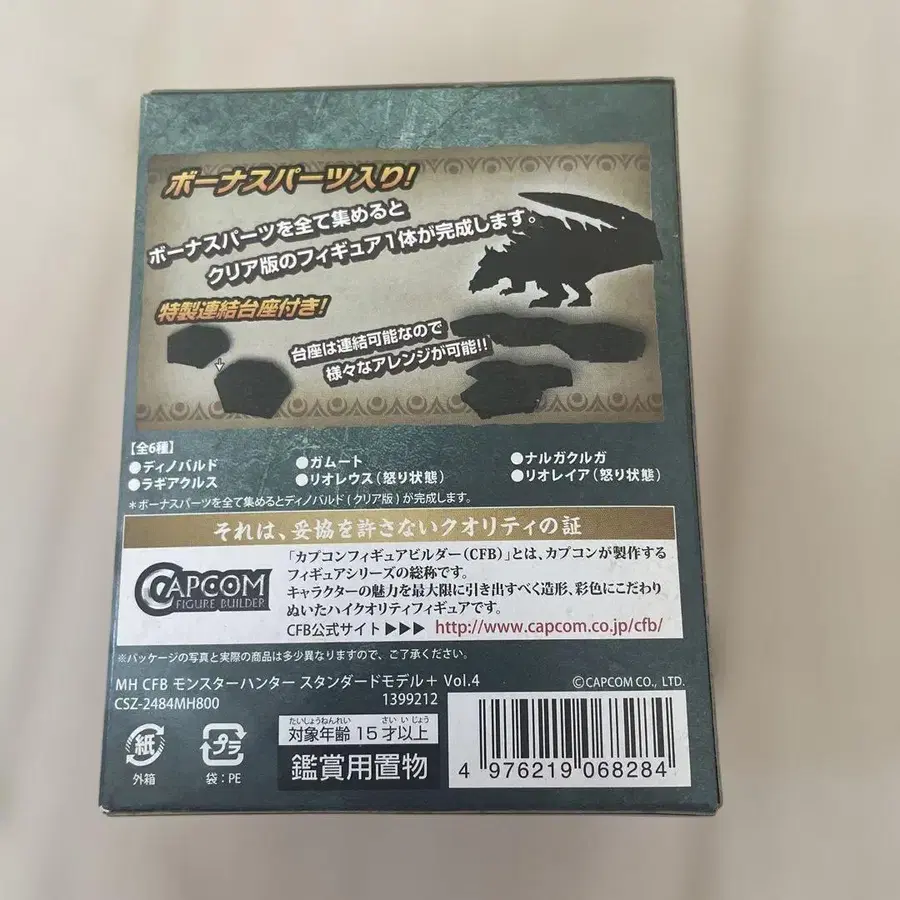 ボーナスパーツ入り!
ボーナスパーツを全て集めると
クリア版のフィギュア1体が完成します。
特製連結台座付き!
台座は連結可能なので
様々なアレンジが可能!!
【全6種】
●ディノバルド ●ガムート ●ナルガクルガ
●ラギアクルス ●リオレウス(怒り状態) ●リオレイア(怒り状態)
*ボーナスパーツを全て集めるとディノバルド(クリア版)が完成します。
それは、妥協を許さないクオリティの証
CAPCOM
FIGURE BUILDER
「カプコンフィギュアビルダー(CFB)」とは、カプコンが製作する
フィギュアシリーズの総称です。
キャラクターの魅力を最大限に引き出すべく造形、彩色にこだわり
ぬいたハイクオリティフィギュアです。
CFB公式サイト▶▶▶ http://www.capcom.co.jp/cfb/
※パッケージの写真と実際の商品は多少異なりますので、ご了承ください。
MH CFB モンスターハンター スタンダードモデル+ Vol.4 ©CAPCOM CO., LTD.
CSZ-2484MH800 1399212
紙
外箱
プラ
袋:PE
たいしょうねんれい さい いじょう
対象年齢 15才以上
鑑賞用置物
4 976219 068284